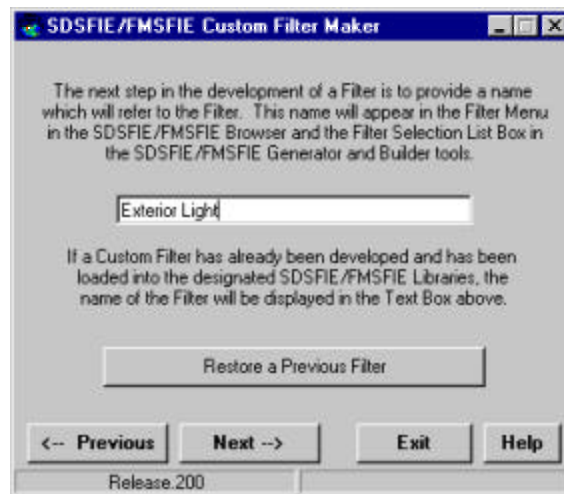 SDSFIE/FMSFIE Custom Filter Maker
The next step in the development of a Filter is to provide a name
which will refer to the Filter. This name will appear in the Filter Menu
in the SDSFIE/FMSFIE Browser and the Filter Selection List Box in
the SDSFIE/FMSFIE Generator and Builder tools.
Exterior Light
If a Custom Filter has already been developed and has been
loaded into the designated SDSFIE/FMSFIE Libraries, the
name of the Filter will be displayed in the Text Box above.
Restore a Previous Filter
<-- Previous Next --> Exit Help
Release.200